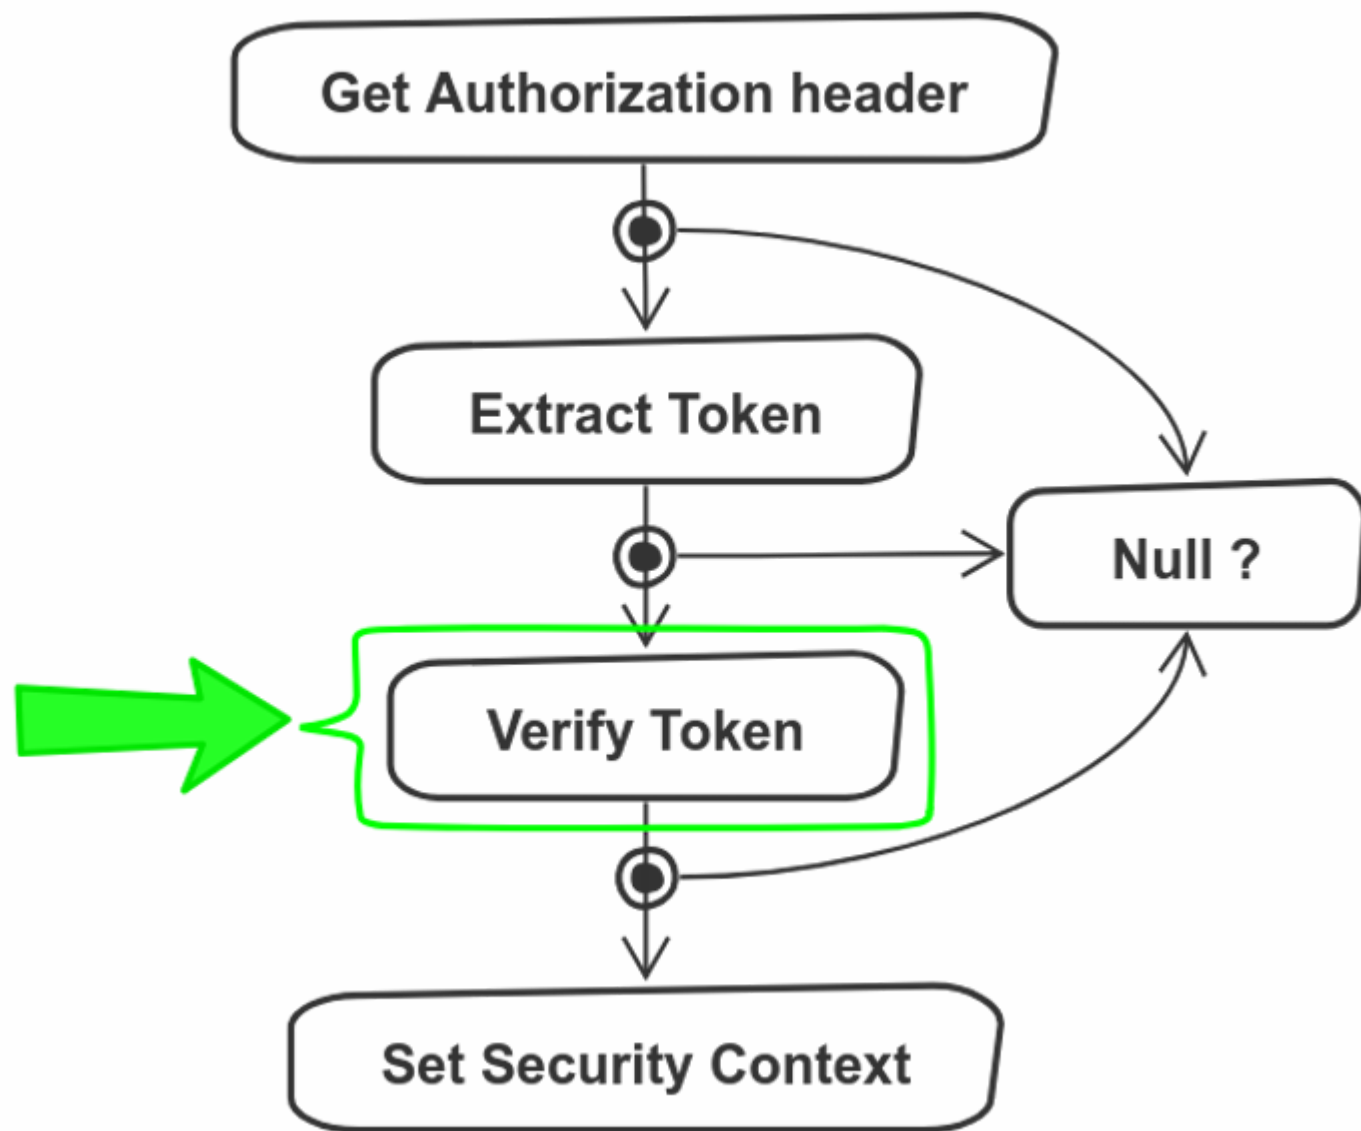 Get Authorization header
Extract Token
Null ?
Verify Token
Set Security Context